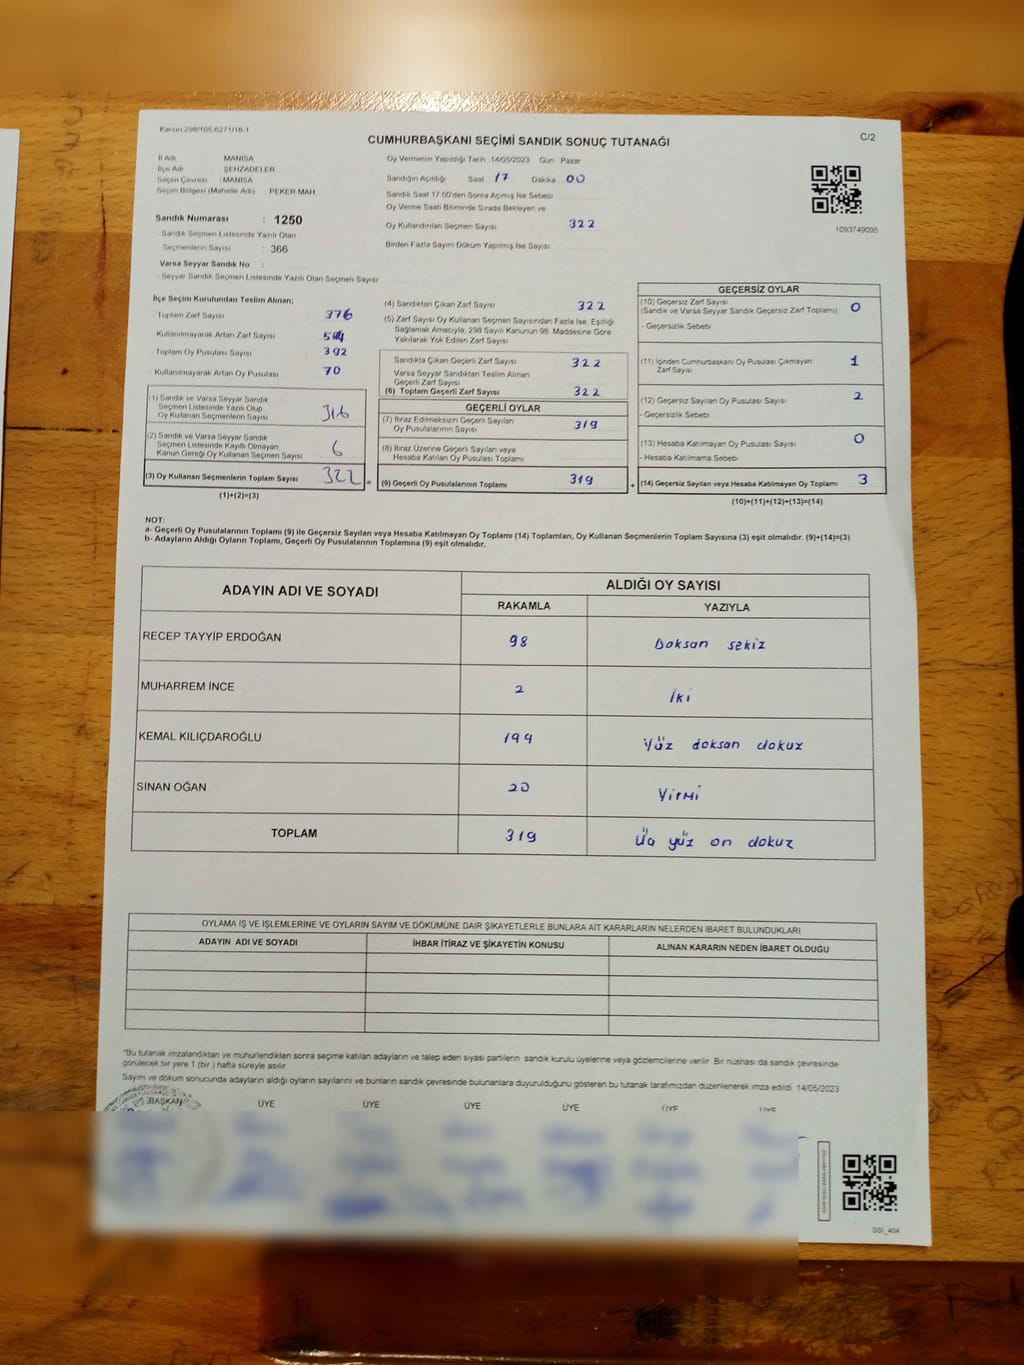 Kanun:298/105,6271/18-1
C/2
CUMHURBAŞKANI SEÇİMİ SANDIK SONUÇ TUTANAĞI
İl Adı : MANİSA
İlçe Adı : ŞEHZADELER
Seçim Çevresi : MANİSA
Seçim Bölgesi (Mahalle Adı) PEKER MAH
Sandık Numarası : 1250
Sandık Seçmen Listesinde Yazılı Olan
Seçmenlerin Sayısı : 366
Varsa Seyyar Sandık No :
Seyyar Sandık Seçmen Listesinde Yazılı Olan Seçmen Sayısı
Oy Vermenin Yapıldığı Tarih :14/05/2023 Gün Pazar
Sandığın Açıldığı Saat 17 Dakika 00
Sandık Saat 17:00'den Sonra Açılmış İse Sebebi
Oy Verme Saati Bitiminde Sırada Bekleyen ve
Oy Kullandırılan Seçmen Sayısı 322
Birden Fazla Sayım Döküm Yapılmış İse Sayısı
1093749095
İlçe Seçim Kurulundan Teslim Alınan;
Toplam Zarf Sayısı 376
Kullanılmayarak Artan Zarf Sayısı
Toplam Oy Pusulası Sayısı 392
Kullanılmayarak Artan Oy Pusulası 70
(1) Sandık ve Varsa Seyyar Sandık
Seçmen Listesinde Yazılı Olup
Oy Kullanan Seçmenlerin Sayısı 316
(2) Sandık ve Varsa Seyyar Sandık
Seçmen Listesinde Kayıtlı Olmayan
Kanun Gereği Oy Kullanan Seçmen Sayısı 6
(3) Oy Kullanan Seçmenlerin Toplam Sayısı 322 =
(1)+(2)=(3)
(4) Sandıktan Çıkan Zarf Sayısı 322
(5) Zarf Sayısı Oy Kullanan Seçmen Sayısından Fazla İse, Eşitliği
Sağlamak Amacıyla; 298 Sayılı Kanunun 98. Maddesine Göre
Yakılarak Yok Edilen Zarf Sayısı
Sandıkta Çıkan Geçerli Zarf Sayısı 322
Varsa Seyyar Sandıktan Teslim Alınan
Geçerli Zarf Sayısı
(6) Toplam Geçerli Zarf Sayısı 322
GEÇERLİ OYLAR
(7) İtiraz Edilmeksizin Geçerli Sayılan
Oy Pusulalarının Sayısı 319
(8) İtiraz Üzerine Geçerli Sayılan veya
Hesaba Katılan Oy Pusulası Toplamı
(9) Geçerli Oy Pusulalarının Toplamı 319 +
GEÇERSİZ OYLAR
(10) Geçersiz Zarf Sayısı
(Sandık ve Varsa Seyyar Sandık Geçersiz Zarf Toplamı) 0
- Geçersizlik Sebebi
(11) İçinden Cumhurbaşkanı Oy Pusulası Çıkmayan
Zarf Sayısı 1
(12) Geçersiz Sayılan Oy Pusulası Sayısı 2
- Geçersizlik Sebebi
(13) Hesaba Katılmayan Oy Pusulası Sayısı 0
- Hesaba Katılmama Sebebi
(14) Geçersiz Sayılan veya Hesaba Katılmayan Oy Toplamı 3
(10)+(11)+(12)+(13)=(14)
NOT:
a- Geçerli Oy Pusulalarının Toplamı (9) ile Geçersiz Sayılan veya Hesaba Katılmayan Oy Toplamı (14) Toplamları, Oy Kullanan Seçmenlerin Toplam Sayısına (3) eşit olmalıdır. (9)+(14)=(3)
b- Adayların Aldığı Oyların Toplamı, Geçerli Oy Pusulalarının Toplamına (9) eşit olmalıdır.
ADAYIN ADI VE SOYADI ALDIĞI OY SAYISI
RAKAMLA YAZIYLA
RECEP TAYYİP ERDOĞAN 98 Doksan sekiz
MUHARREM İNCE 2 İki
KEMAL KILIÇDAROĞLU 199 Yüz doksan dokuz
SİNAN OĞAN 20 Yirmi
TOPLAM 319 Üç yüz on dokuz
OYLAMA İŞ VE İŞLEMLERİNE VE OYLARIN SAYIM VE DÖKÜMÜNE DAİR ŞİKAYETLERLE BUNLARA AİT KARARLARIN NELERDEN İBARET BULUNDUKLARI
ADAYIN ADI VE SOYADI İHBAR İTİRAZ VE ŞİKAYETİN KONUSU ALINAN KARARIN NEDEN İBARET OLDUĞU
"Bu tutanak imzalandıktan ve mühürlendikten sonra seçime katılan adayların ve talep eden siyasi partilerin sandık kurulu üyelerine veya gözlemcilerine verilir. Bir nüshası da sandık çevresinde
görülecek bir yere 1 (bir ) hafta süreyle asılır.
Sayım ve döküm sonucunda adayların aldığı oyların sayılarını ve bunların sandık çevresinde bulunanlara duyurulduğunu gösteren bu tutanak tarafımızdan düzenlenerek imza edildi. 14/05/2023
BAŞKAN ÜYE ÜYE ÜYE ÜYE ÜYE ÜYE
SSI_404